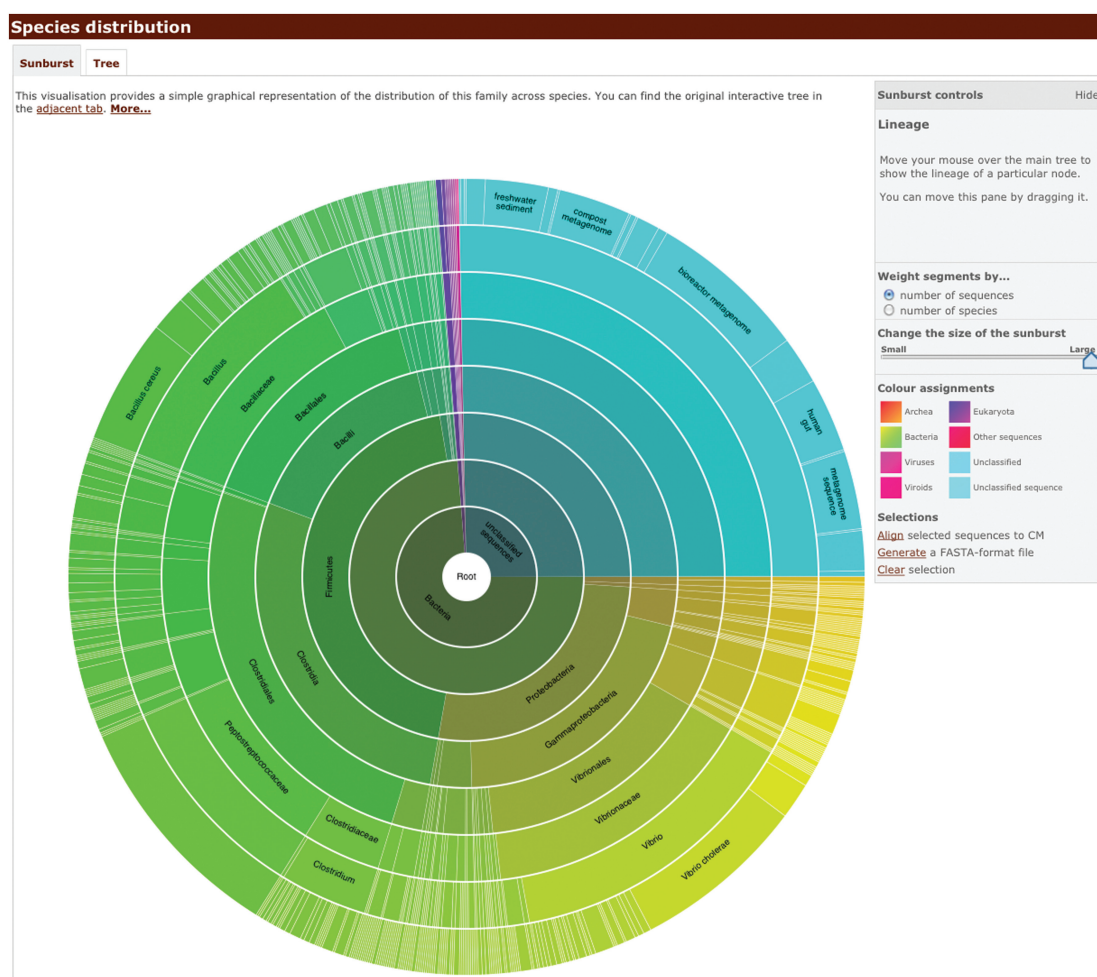 Species distribution
Sunburst
Tree
This visualisation provides a simple graphical representation of the distribution of this family across species. You can find the original interactive tree in
the adjacent tab. More...
Sunburst controls
Hide
Lineage
Move your mouse over the main tree to
show the lineage of a particular node.
You can move this pane by dragging it.
Weight segments by...
number of sequences
number of species
Change the size of the sunburst
Small
Large
Colour assignments
Archea
Eukaryota
Bacteria
Other sequences
Viruses
Unclassified
Viroids
Unclassified sequence
Selections
Align selected sequences to CM
Generate a FASTA-format file
Clear selection
freshwater
sediment
compost
metagenome
bioreactor metagenome
human
gut
metagenome
sequence
unclassified
sequences
Root
Bacteria
Firmicutes
Bacilli
Bacillales
Bacillaceae
Bacillus
Bacillus cereus
Clostridia
Clostridiales
Peptostreptococcaceae
Clostridiaceae
Clostridium
Proteobacteria
Gammaproteobacteria
Vibrionales
Vibrionaceae
Vibrio
Vibrio cholerae